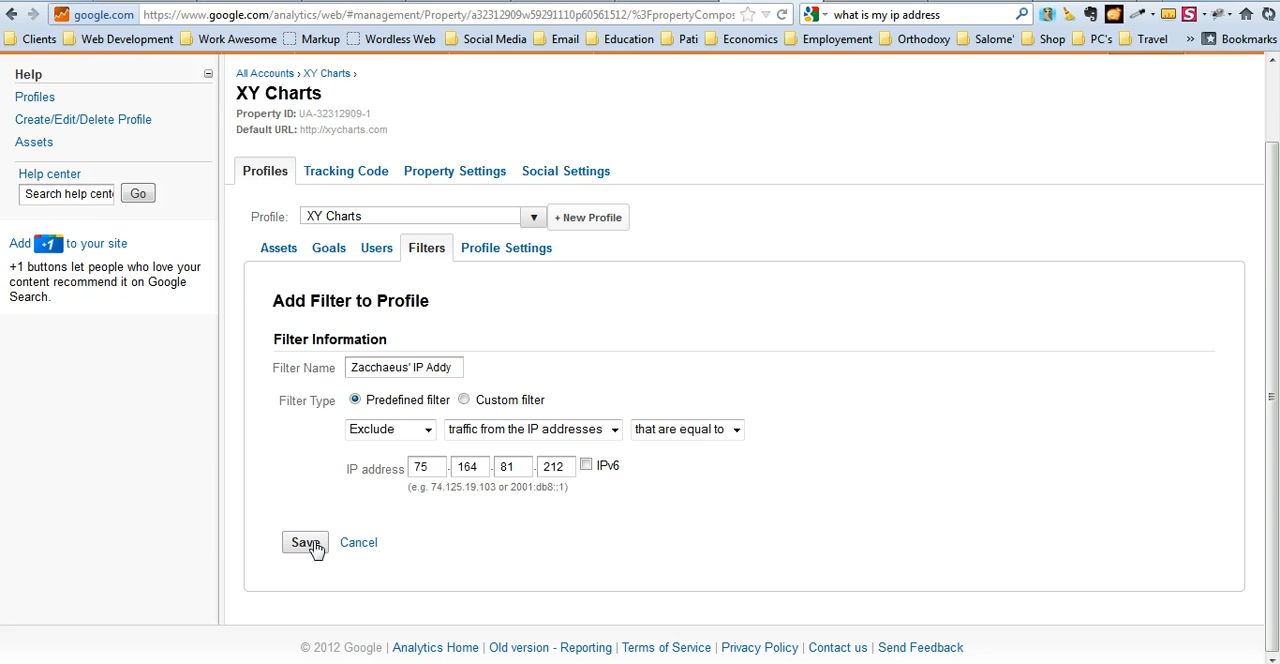 google.com https://www.google.com/analytics/web/#management/Property/a32312909w59291110p60561512/%3FpropertyCompos what is my ip address
Clients Web Development Work Awesome Markup Wordless Web Social Media Email Education Pati Economics Employement Orthodoxy Salome' Shop PC's Travel » Bookmarks
Help
Profiles
Create/Edit/Delete Profile
Assets
Help center
Search help cent Go
Add +1 to your site
+1 buttons let people who love your
content recommend it on Google
Search.
All Accounts › XY Charts ›
XY Charts
Property ID: UA-32312909-1
Default URL: http://xycharts.com
Profiles Tracking Code Property Settings Social Settings
Profile: XY Charts + New Profile
Assets Goals Users Filters Profile Settings
Add Filter to Profile
Filter Information
Filter Name Zacchaeus' IP Addy
Filter Type Predefined filter Custom filter
Exclude traffic from the IP addresses that are equal to
IP address 75 . 164 . 81 . 212 IPv6
(e.g. 74.125.19.103 or 2001:db8::1)
Save Cancel
© 2012 Google | Analytics Home | Old version - Reporting | Terms of Service | Privacy Policy | Contact us | Send Feedback